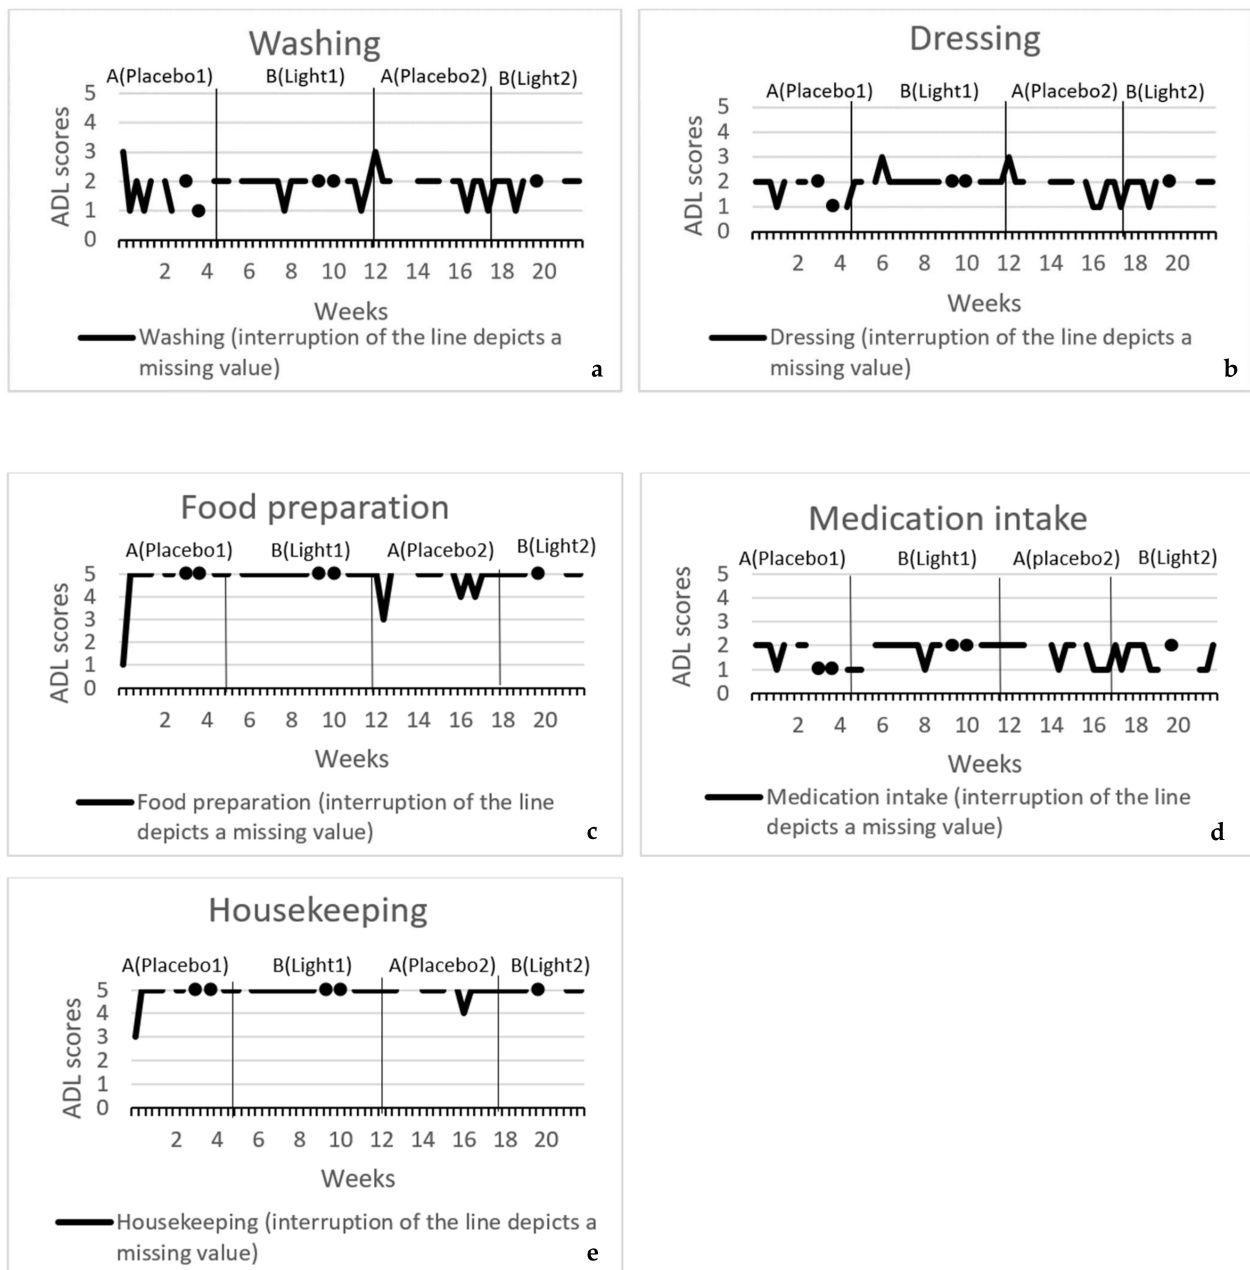 Washing
A(Placebo1) B(Light1) A(Placebo2) B(Light2)
5
4
3
2
1
0
ADL scores
2 4 6 8 10 12 14 16 18 20
Weeks
Washing (interruption of the line depicts a
missing value)
a
Dressing
A(Placebo1) B(Light1) A(Placebo2) B(Light2)
5
4
3
2
1
0
ADL scores
2 4 6 8 10 12 14 16 18 20
Weeks
Dressing (interruption of the line depicts a
missing value)
b
Food preparation
A(Placebo1) B(Light1) A(Placebo2) B(Light2)
5
4
3
2
1
0
ADL scores
2 4 6 8 10 12 14 16 18 20
Weeks
Food preparation (interruption of the line
depicts a missing value)
c
Medication intake
A(Placebo1) B(Light1) A(placebo2) B(Light2)
5
4
3
2
1
0
ADL scores
2 4 6 8 10 12 14 16 18 20
Weeks
Medication intake (interruption of the line
depicts a missing value)
d
Housekeeping
A(Placebo1) B(Light1) A(Placebo2) B(Light2)
5
4
3
2
1
0
ADL scores
2 4 6 8 10 12 14 16 18 20
Weeks
Housekeeping (interruption of the line depicts a
missing value)
e